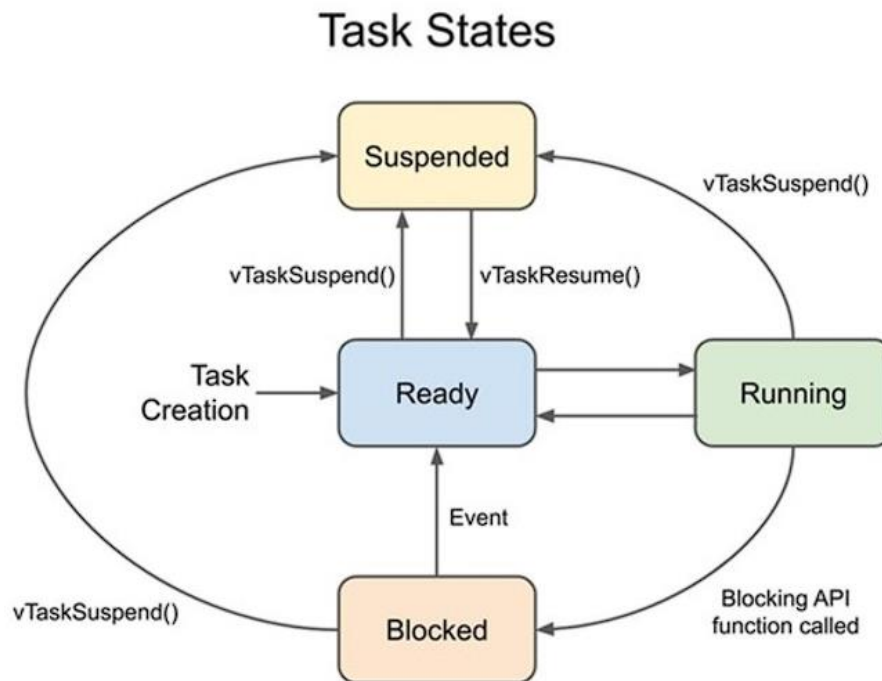 Task States
Suspended
vTaskSuspend()
vTaskSuspend()
vTaskResume()
Task
Creation
Ready
Running
Event
vTaskSuspend()
Blocked
Blocking API
function called